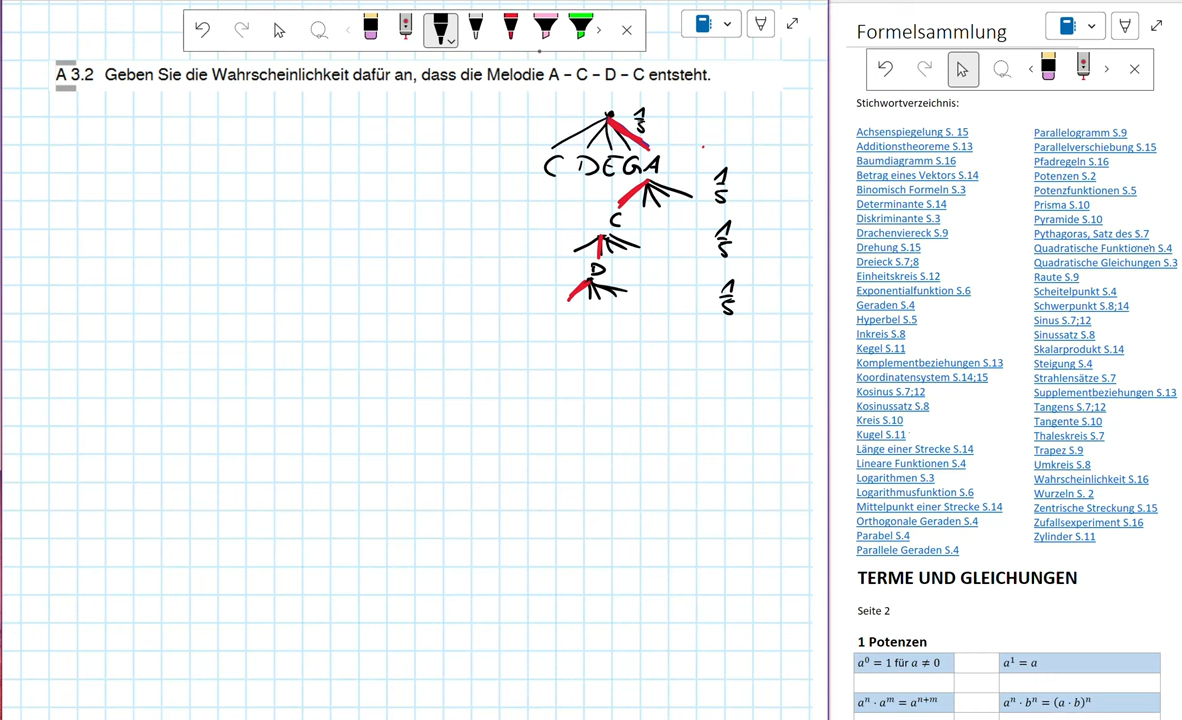 A 3.2 Geben Sie die Wahrscheinlichkeit dafür an, dass die Melodie A – C – D – C entsteht.
1/5
C D E G A
1/5
C
1/5
D
1/5
Formelsammlung
Stichwortverzeichnis:
Achsenspiegelung S. 15
Additionstheoreme S.13
Baumdiagramm S.16
Betrag eines Vektors S.14
Binomisch Formeln S.3
Determinante S.14
Diskriminante S.3
Drachenviereck S.9
Drehung S.15
Dreieck S.7;8
Einheitskreis S.12
Exponentialfunktion S.6
Geraden S.4
Hyperbel S.5
Inkreis S.8
Kegel S.11
Komplementbeziehungen S.13
Koordinatensystem S.14;15
Kosinus S.7;12
Kosinussatz S.8
Kreis S.10
Kugel S.11
Länge einer Strecke S.14
Lineare Funktionen S.4
Logarithmen S.3
Logarithmusfunktion S.6
Mittelpunkt einer Strecke S.14
Orthogonale Geraden S.4
Parabel S.4
Parallele Geraden S.4
Parallelogramm S.9
Parallelverschiebung S.15
Pfadregeln S.16
Potenzen S.2
Potenzfunktionen S.5
Prisma S.10
Pyramide S.10
Pythagoras, Satz des S.7
Quadratische Funktionen S.4
Quadratische Gleichungen S.3
Raute S.9
Scheitelpunkt S.4
Schwerpunkt S.8;14
Sinus S.7;12
Sinussatz S.8
Skalarprodukt S.14
Steigung S.4
Strahlensätze S.7
Supplementbeziehungen S.13
Tangens S.7;12
Tangente S.10
Thaleskreis S.7
Trapez S.9
Umkreis S.8
Wahrscheinlichkeit S.16
Wurzeln S. 2
Zentrische Streckung S.15
Zufallsexperiment S.16
Zylinder S.11
TERME UND GLEICHUNGEN
Seite 2
1 Potenzen
a⁰ = 1 für a ≠ 0 a¹ = a
aⁿ · aᵐ = aⁿ⁺ᵐ aⁿ · bⁿ = (a · b)ⁿ